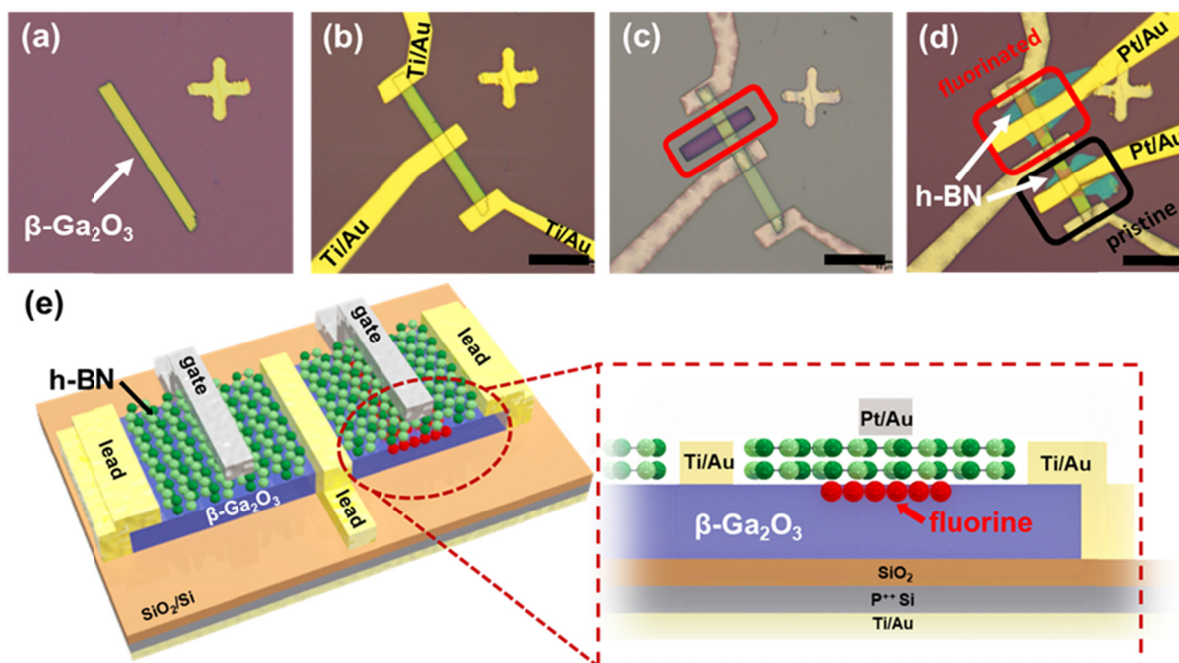 (a)
β-Ga₂O₃
(b)
Ti/Au
Ti/Au
Ti/Au
(c)
(d)
fluorinated
Pt/Au
Pt/Au
h-BN
pristine
(e)
h-BN
gate
gate
lead
lead
lead
β-Ga₂O₃
SiO₂/Si
Pt/Au
Ti/Au
Ti/Au
fluorine
β-Ga₂O₃
SiO₂
P⁺⁺ Si
Ti/Au